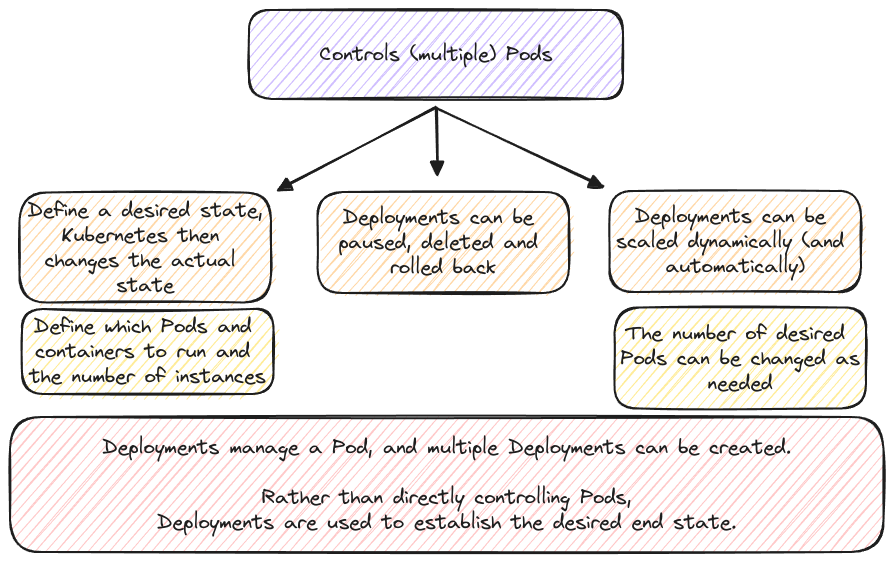 Controls (multiple) Pods
Define a desired state,
Kubernetes then
changes the actual
state
Deployments can be
paused, deleted and
rolled back
Deployments can be
scaled dynamically (and
automatically)
Define which Pods and
containers to run and
the number of instances
The number of desired
Pods can be changed as
needed
Deployments manage a Pod, and multiple Deployments can be created.
Rather than directly controlling Pods,
Deployments are used to establish the desired end state.